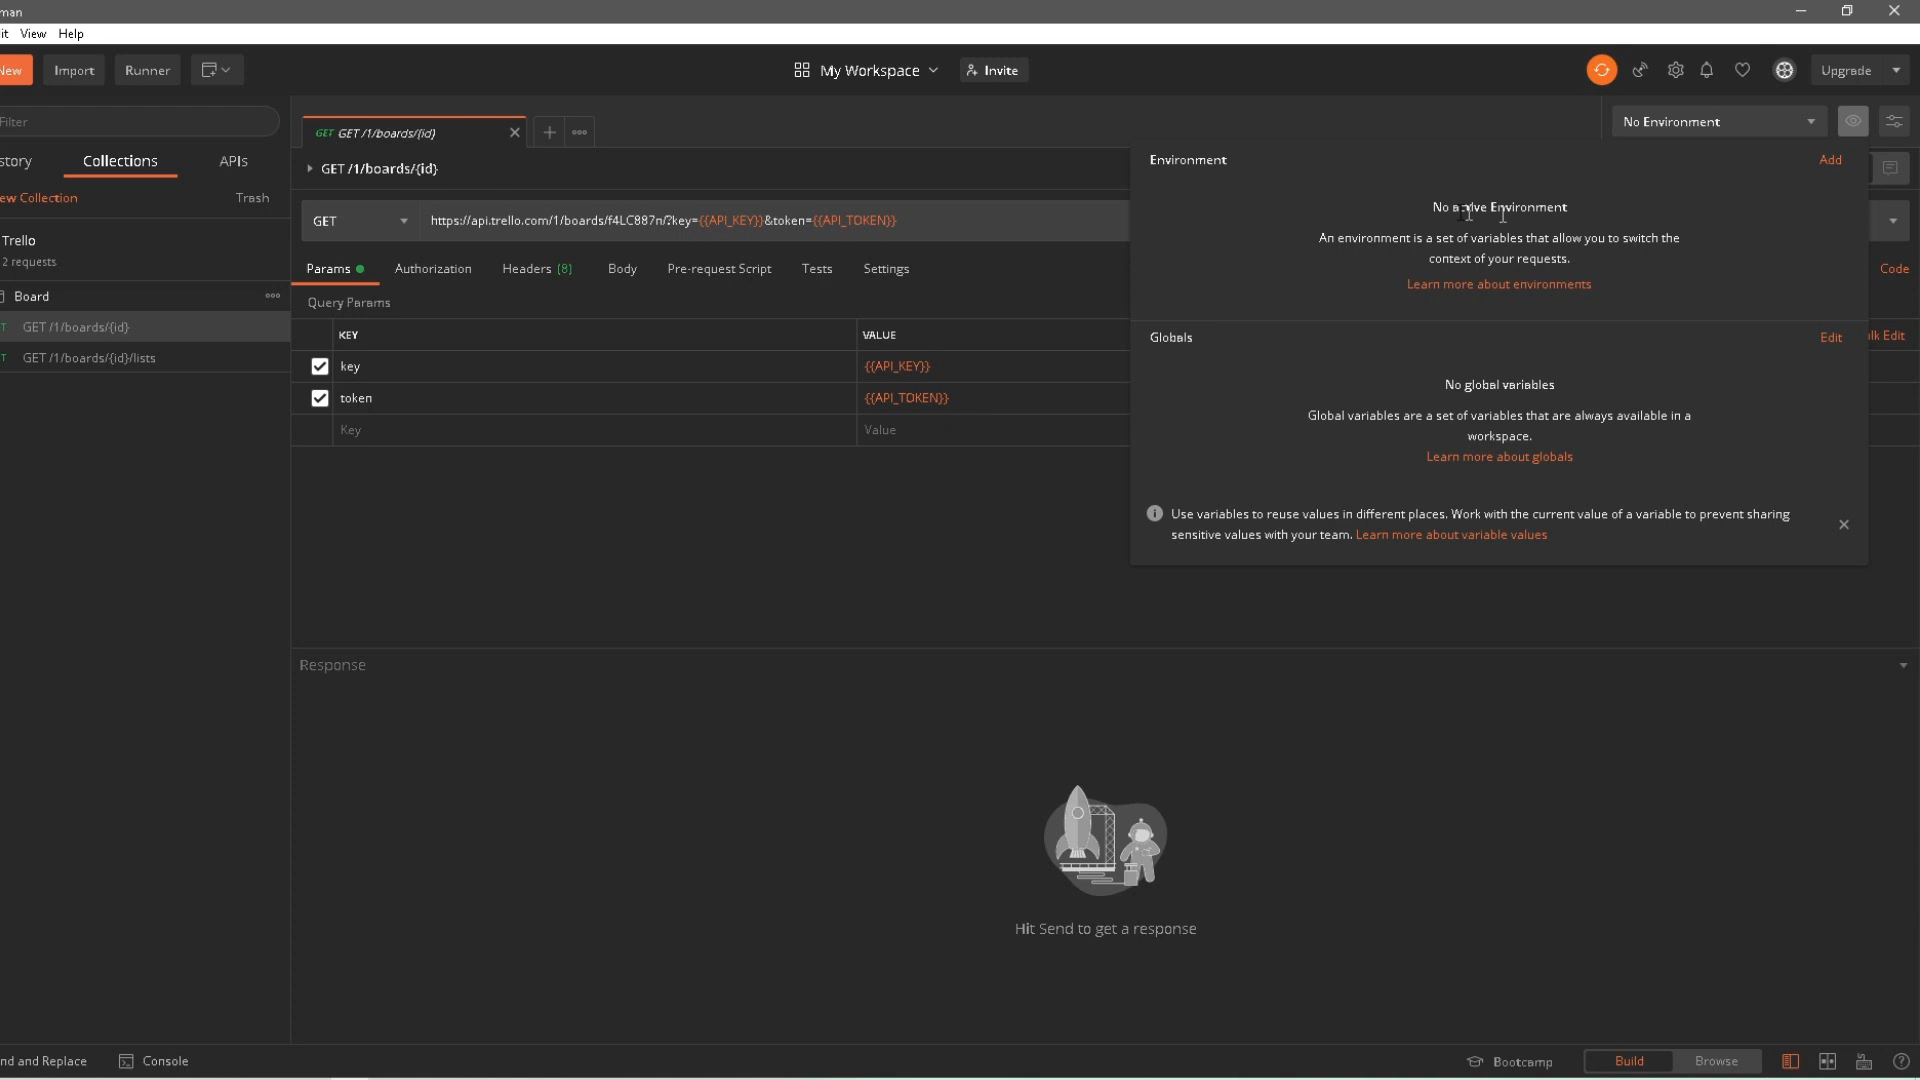 man
it View Help
New Import Runner My Workspace Invite Upgrade
Filter
story Collections APIs
ew Collection Trash
Trello
2 requests
Board
T GET /1/boards/{id}
T GET /1/boards/{id}/lists
GET GET /1/boards/{id}
No Environment
GET /1/boards/{id}
GET https://api.trello.com/1/boards/f4LC887n/?key={{API_KEY}}&token={{API_TOKEN}}
Params Authorization Headers (8) Body Pre-request Script Tests Settings Code
Query Params
KEY VALUE lk Edit
key {{API_KEY}}
token {{API_TOKEN}}
Key Value
Environment Add
No active Environment
An environment is a set of variables that allow you to switch the
context of your requests.
Learn more about environments
Globals Edit
No global variables
Global variables are a set of variables that are always available in a
workspace.
Learn more about globals
Use variables to reuse values in different places. Work with the current value of a variable to prevent sharing
sensitive values with your team. Learn more about variable values
Response
Hit Send to get a response
nd and Replace Console Bootcamp Build Browse